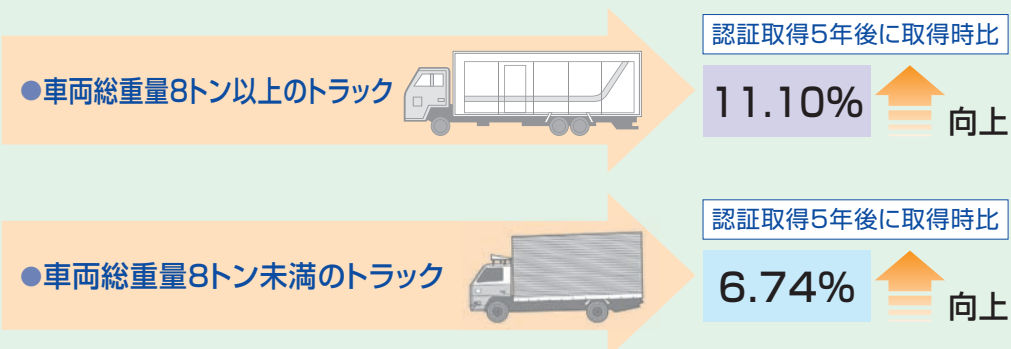 認証取得5年後に取得時比
●車両総重量8トン以上のトラック
11.10%
向上
認証取得5年後に取得時比
●車両総重量8トン未満のトラック
6.74%
向上